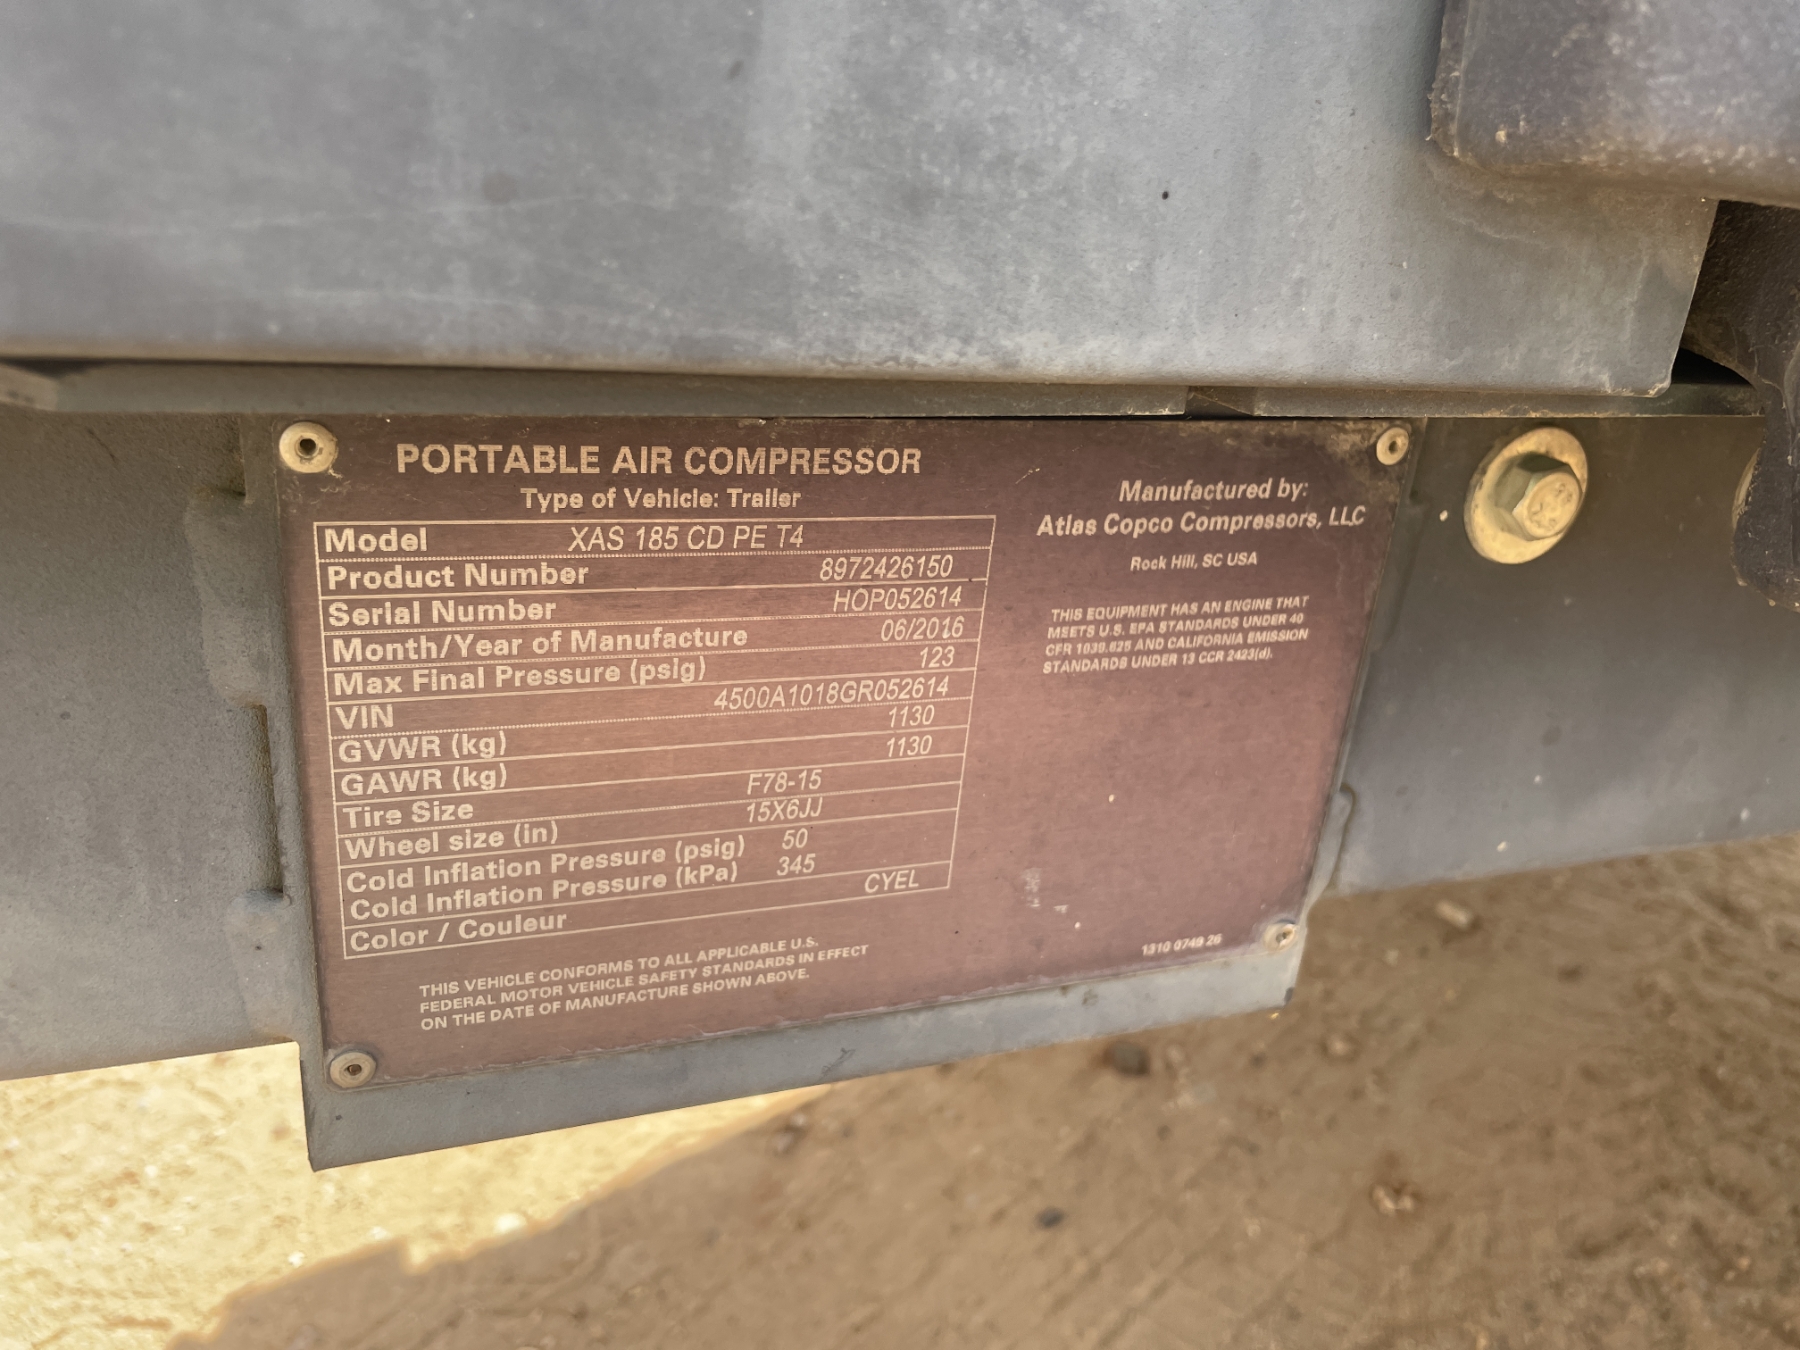 PORTABLE AIR COMPRESSOR
Type of Vehicle: Trailer
Model XAS 185 CD PE T4
Product Number 8972426150
Serial Number HOP052614
Month/Year of Manufacture 06/2016
Max Final Pressure (psig) 123
VIN 4500A1018GR052614
GVWR (kg) 1130
GAWR (kg) 1130
Tire Size F78-15
Wheel size (in) 15X6JJ
Cold Inflation Pressure (psig) 50
Cold Inflation Pressure (kPa) 345
Color / Couleur CYEL
THIS VEHICLE CONFORMS TO ALL APPLICABLE U.S.
FEDERAL MOTOR VEHICLE SAFETY STANDARDS IN EFFECT
ON THE DATE OF MANUFACTURE SHOWN ABOVE.
Manufactured by:
Atlas Copco Compressors, LLC
Rock Hill, SC USA
THIS EQUIPMENT HAS AN ENGINE THAT
MEETS U.S. EPA STANDARDS UNDER 40
CFR 1039.625 AND CALIFORNIA EMISSION
STANDARDS UNDER 13 CCR 2423(d).
1310 0749 26